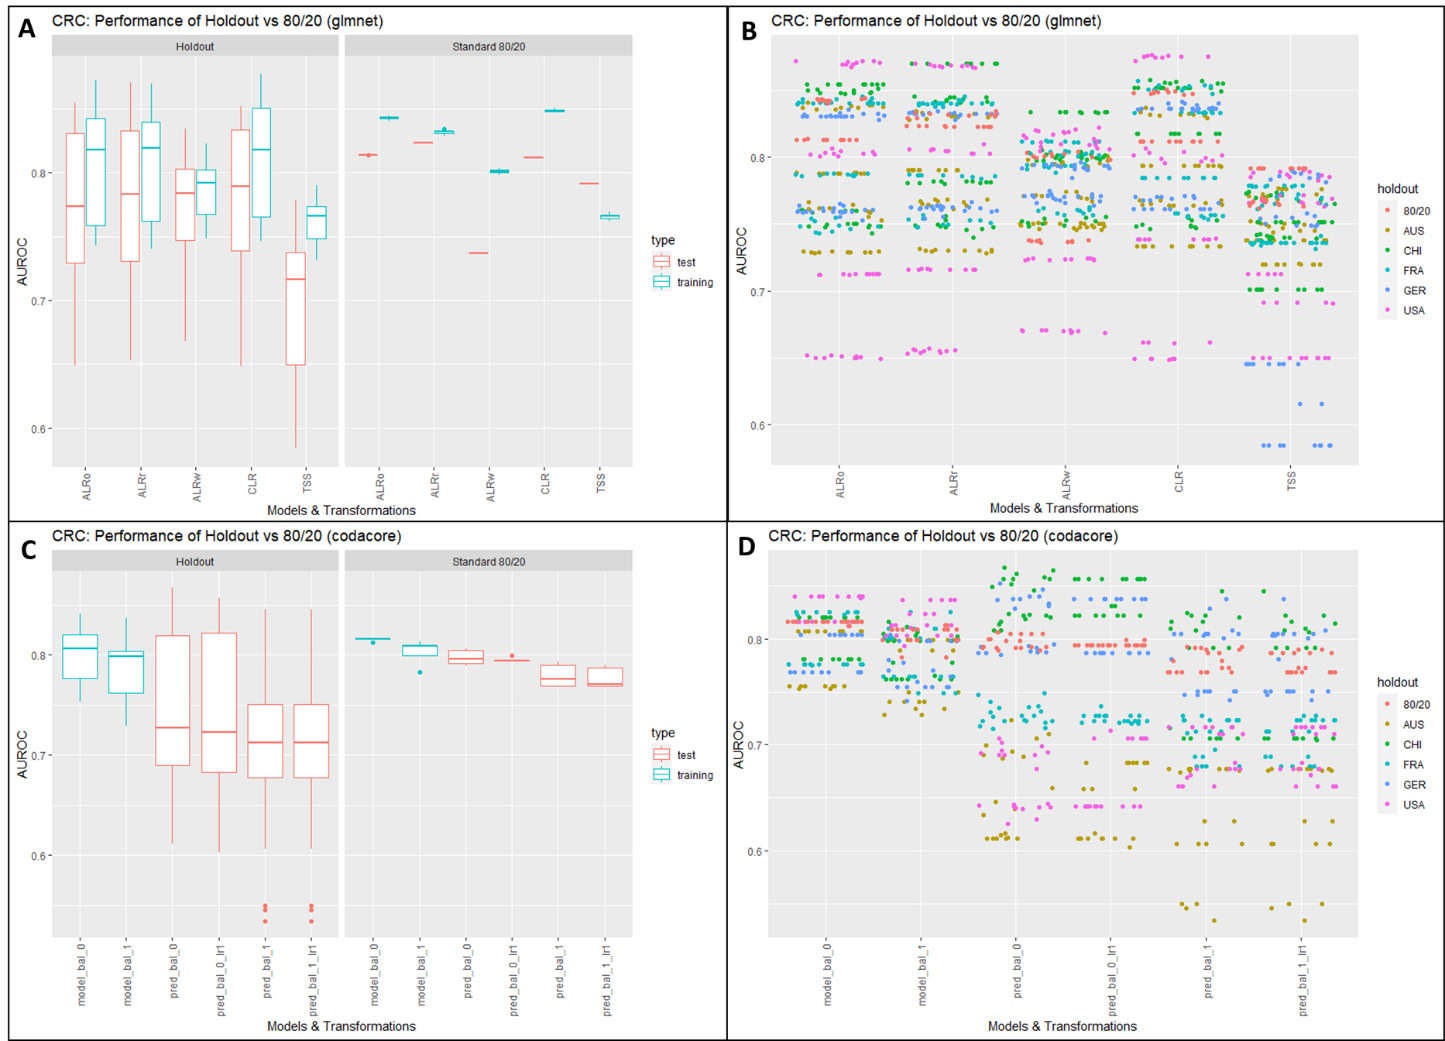 A
CRC: Performance of Holdout vs 80/20 (glmnet)
Holdout
Standard 80/20
AUROC
0.8
0.7
0.6
ALRo
ALRr
ALRw
CLR
TSS
ALRo
ALRr
ALRw
CLR
TSS
Models & Transformations
type
test
training
B
CRC: Performance of Holdout vs 80/20 (glmnet)
AUROC
0.8
0.7
0.6
ALRo
ALRr
ALRw
CLR
TSS
Models & Transformations
holdout
80/20
AUS
CHI
FRA
GER
USA
C
CRC: Performance of Holdout vs 80/20 (codacore)
Holdout
Standard 80/20
AUROC
0.8
0.7
0.6
model_bal_0
model_bal_1
pred_bal_0
pred_bal_0_lr1
pred_bal_1
pred_bal_1_lr1
model_bal_0
model_bal_1
pred_bal_0
pred_bal_0_lr1
pred_bal_1
pred_bal_1_lr1
Models & Transformations
type
test
training
D
CRC: Performance of Holdout vs 80/20 (codacore)
AUROC
0.8
0.7
0.6
model_bal_0
model_bal_1
pred_bal_0
pred_bal_0_lr1
pred_bal_1
pred_bal_1_lr1
Models & Transformations
holdout
80/20
AUS
CHI
FRA
GER
USA